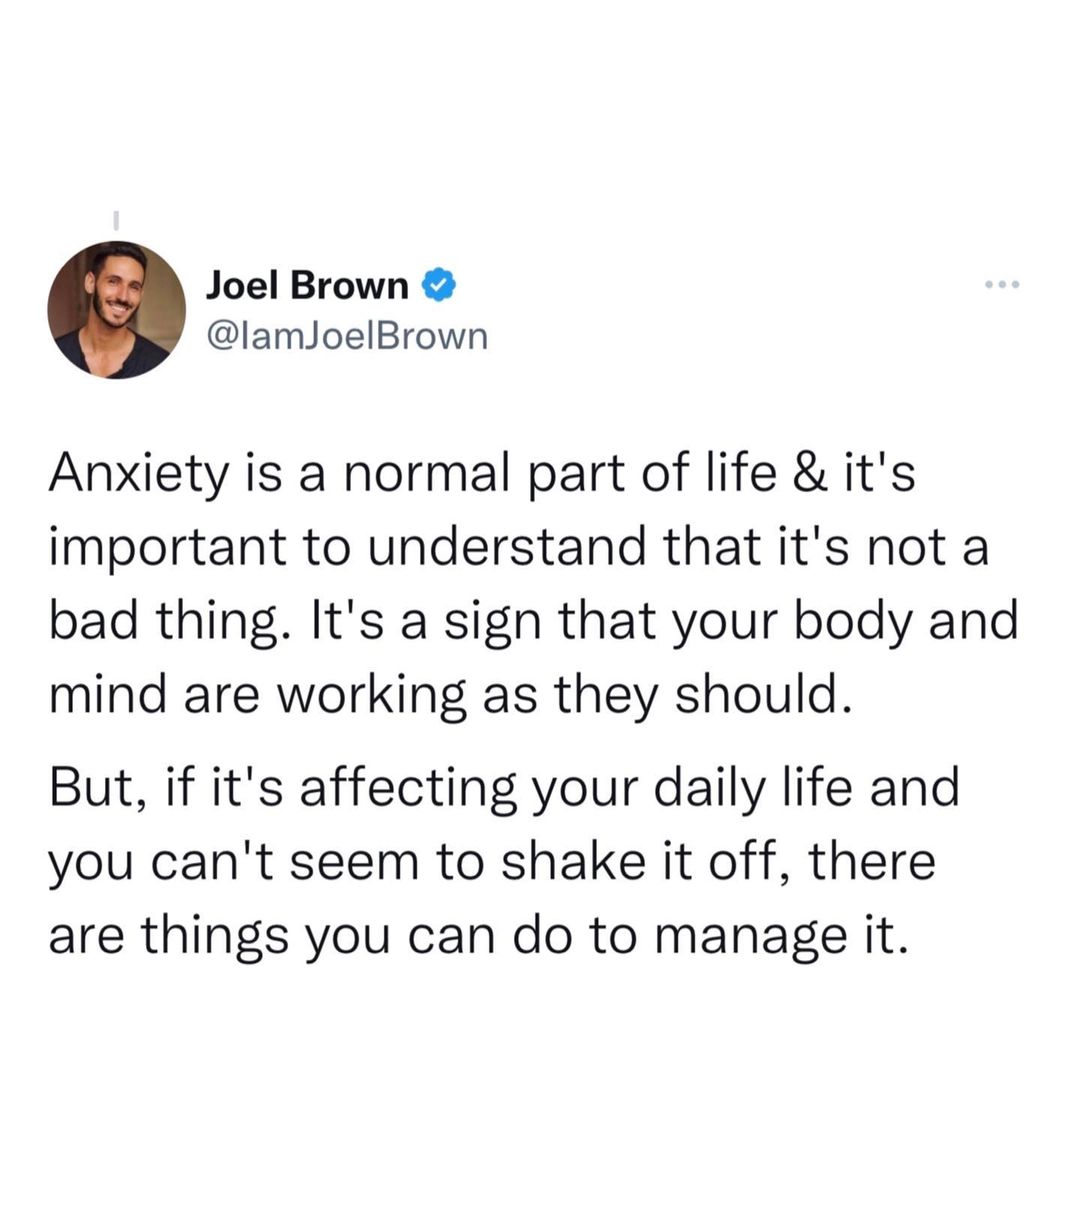 Joel Brown
@IamJoelBrown
Anxiety is a normal part of life & it's
important to understand that it's not a
bad thing. It's a sign that your body and
mind are working as they should.
But, if it's affecting your daily life and
you can't seem to shake it off, there
are things you can do to manage it.